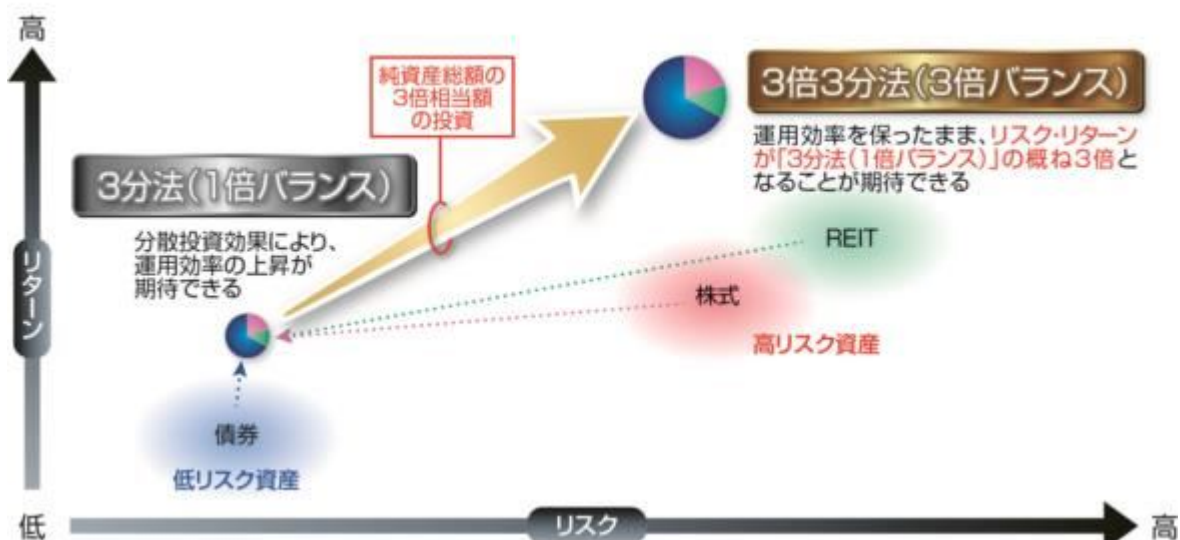 高
純資産総額の
3倍相当額
の投資
3倍3分法(3倍バランス)
運用効率を保ったまま、リスク・リターン
が「3分法(1倍バランス)」の概ね3倍と
なることが期待できる
3分法(1倍バランス)
分散投資効果により、
運用効率の上昇が
期待できる
REIT
株式
高リスク資産
リターン
債券
低リスク資産
低
リスク
高